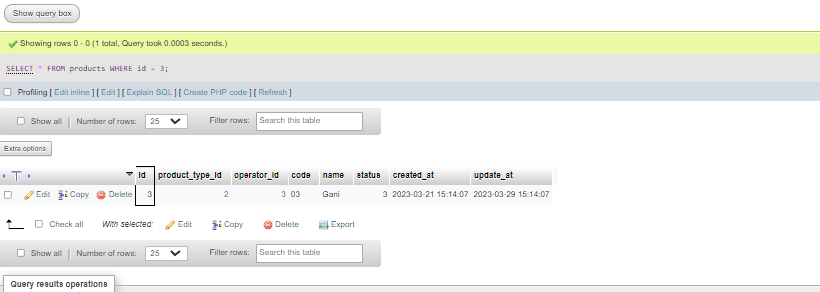 Show query box
Showing rows 0 - 0 (1 total, Query took 0.0003 seconds.)
SELECT * FROM products WHERE id = 3;
Profiling [ Edit inline ] [ Edit ] [ Explain SQL ] [ Create PHP code ] [ Refresh ]
Show all | Number of rows: 25 Filter rows: Search this table
Extra options
id product_type_id operator_id code name status created_at update_at
Edit Copy Delete 3 2 3 03 Gani 3 2023-03-21 15:14:07 2023-03-29 15:14:07
Check all With selected: Edit Copy Delete Export
Show all | Number of rows: 25 Filter rows: Search this table
Query results operations